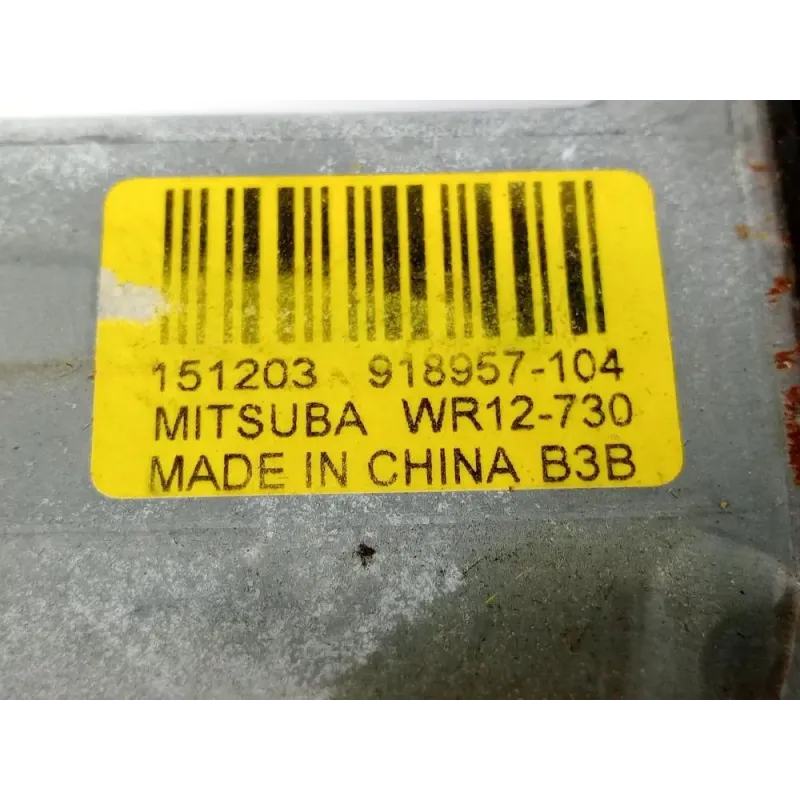 151203 918957-104
MITSUBA WR12-730
MADE IN CHINA B3B